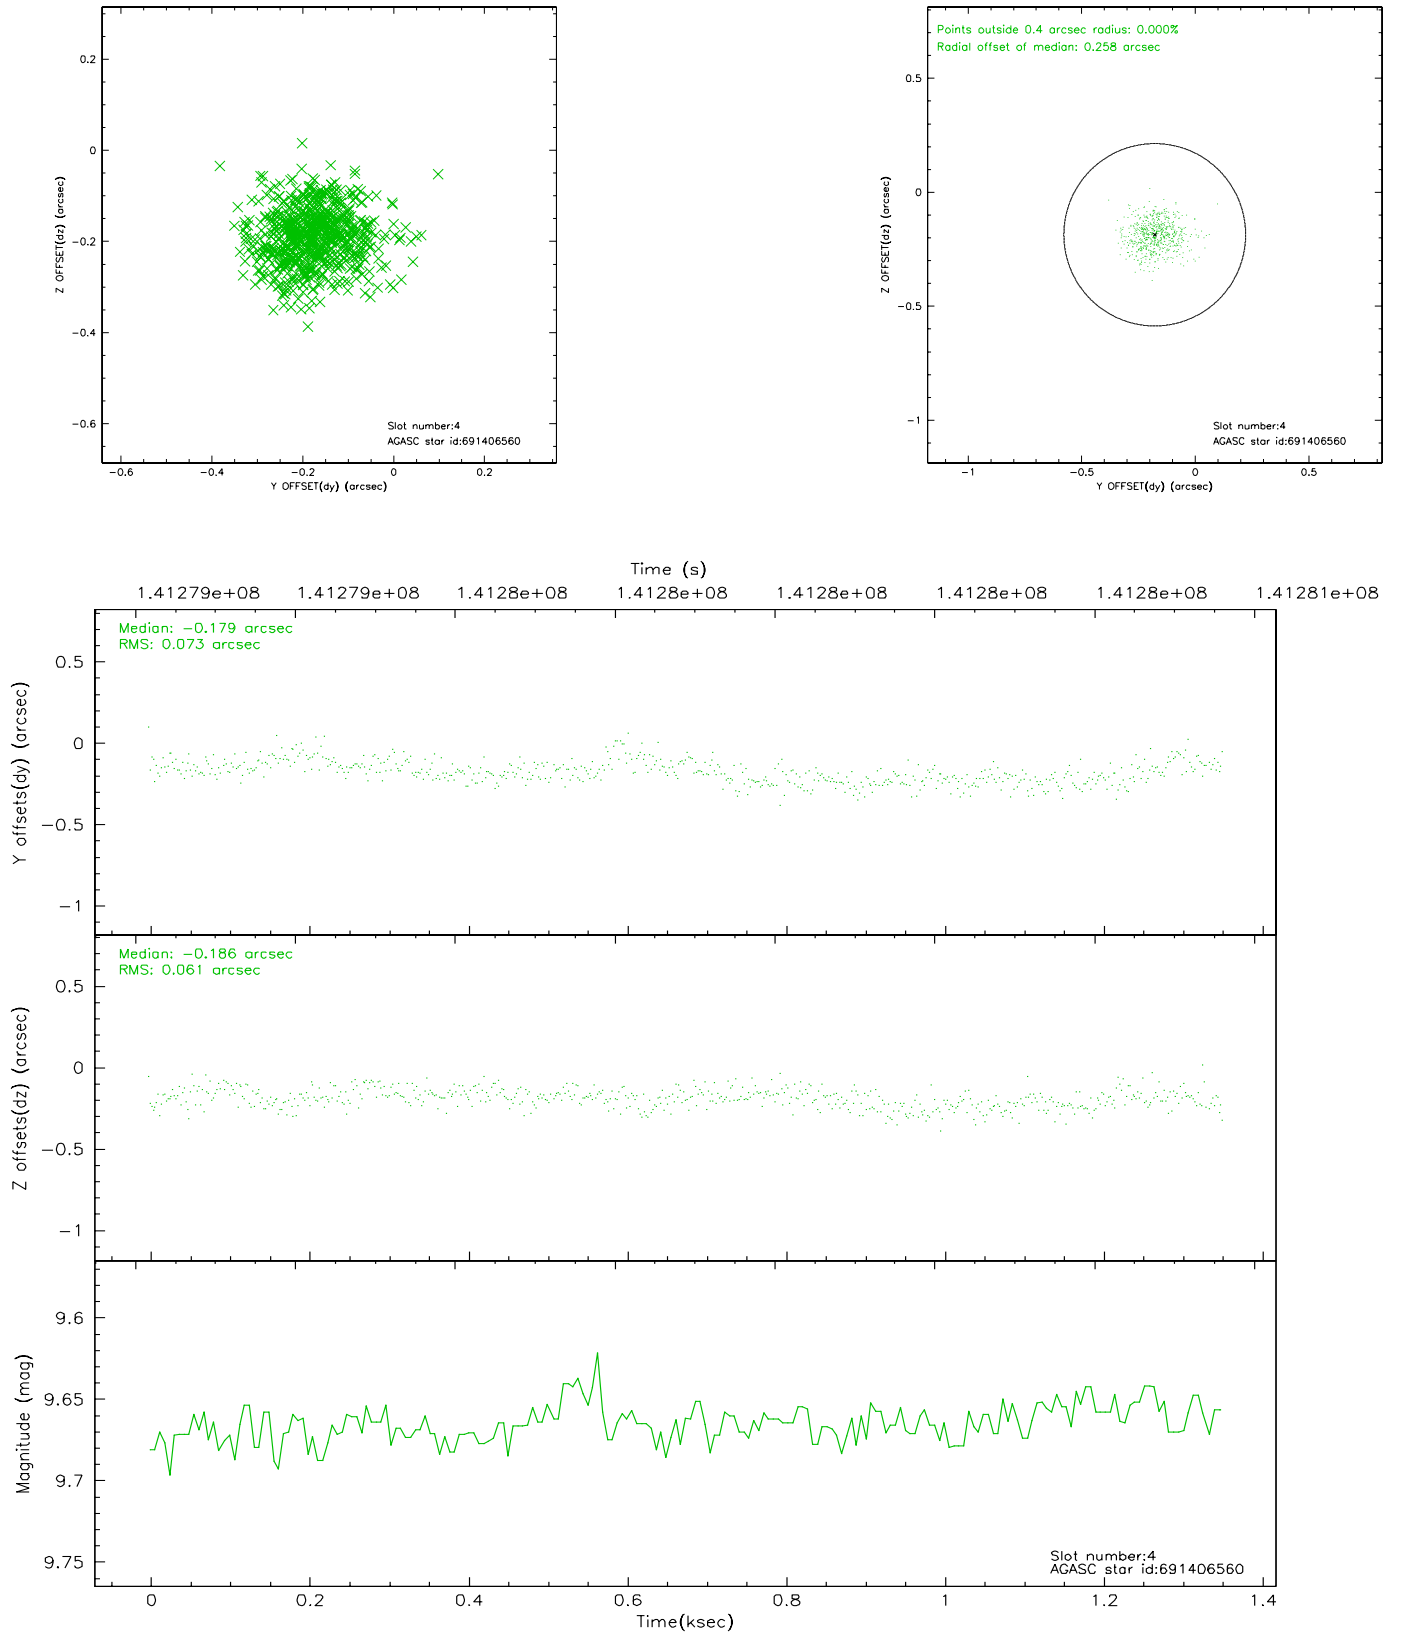 0.2
0
−0.2
−0.4
−0.6
Z OFFSET(dz) (arcsec)
Slot number:4
AGASC star id:691406560
−0.6 −0.4 −0.2 0 0.2
Y OFFSET(dy) (arcsec)
Points outside 0.4 arcsec radius: 0.000%
Radial offset of median: 0.258 arcsec
0.5
0
−0.5
−1
Z OFFSET(dz) (arcsec)
Slot number:4
AGASC star id:691406560
−1 −0.5 0 0.5
Y OFFSET(dy) (arcsec)
Time (s)
1.41279e+08 1.41279e+08 1.4128e+08 1.4128e+08 1.4128e+08 1.4128e+08 1.4128e+08 1.41281e+08
Median: −0.179 arcsec
RMS: 0.073 arcsec
0.5
0
−0.5
−1
Y offsets(dy) (arcsec)
Median: −0.186 arcsec
RMS: 0.061 arcsec
0.5
0
−0.5
−1
Z offsets(dz) (arcsec)
9.6
9.65
9.7
9.75
Magnitude (mag)
Slot number:4
AGASC star id:691406560
0 0.2 0.4 0.6 0.8 1 1.2 1.4
Time(ksec)